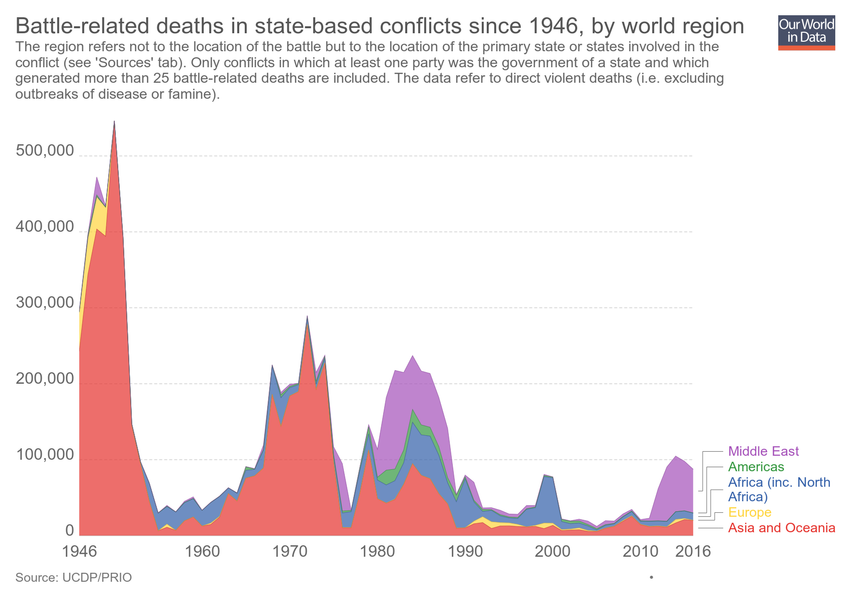 Battle-related deaths in state-based conflicts since 1946, by world region
Our World
in Data
The region refers not to the location of the battle but to the location of the primary state or states involved in the
conflict (see 'Sources' tab). Only conflicts in which at least one party was the government of a state and which
generated more than 25 battle-related deaths are included. The data refer to direct violent deaths (i.e. excluding
outbreaks of disease or famine).
500,000
400,000
300,000
200,000
100,000
0
Middle East
Americas
Africa (inc. North
Africa)
Europe
Asia and Oceania
1946 1960 1970 1980 1990 2000 2010 2016
Source: UCDP/PRIO